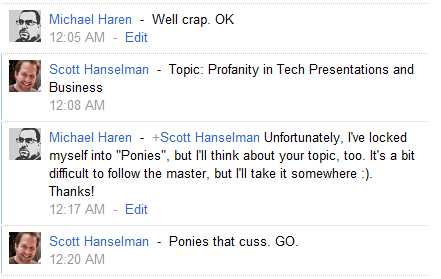 Michael Haren - Well crap. OK
12:05 AM - Edit
Scott Hanselman - Topic: Profanity in Tech Presentations and
Business
12:08 AM
Michael Haren - +Scott Hanselman Unfortunately, I've locked
myself into "Ponies", but I'll think about your topic, too. It's a bit
difficult to follow the master, but I'll take it somewhere :).
Thanks!
12:17 AM - Edit
Scott Hanselman - Ponies that cuss. GO.
12:20 AM